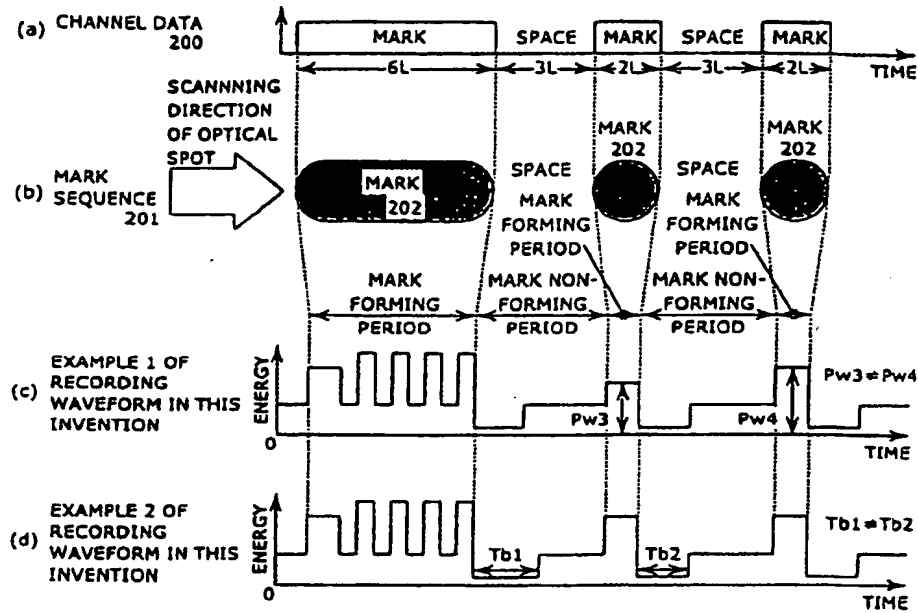 (a) CHANNEL DATA
200
MARK SPACE MARK SPACE MARK
6L 3L 2L 3L 2L
TIME
SCANNNING
DIRECTION
OF OPTICAL
SPOT
(b) MARK
SEQUENCE
201
MARK
202
SPACE
MARK
202
SPACE
MARK
202
MARK
FORMING
PERIOD
MARK
FORMING
PERIOD
MARK
FORMING
PERIOD
MARK NON-
FORMING
PERIOD
MARK NON-
FORMING
PERIOD
(c) EXAMPLE 1 OF
RECORDING
WAVEFORM IN THIS
INVENTION
ENERGY
0
Pw3
Pw4
Pw3≠Pw4
TIME
(d) EXAMPLE 2 OF
RECORDING
WAVEFORM IN THIS
INVENTION
ENERGY
0
Tb1
Tb2
Tb1≠Tb2
TIME